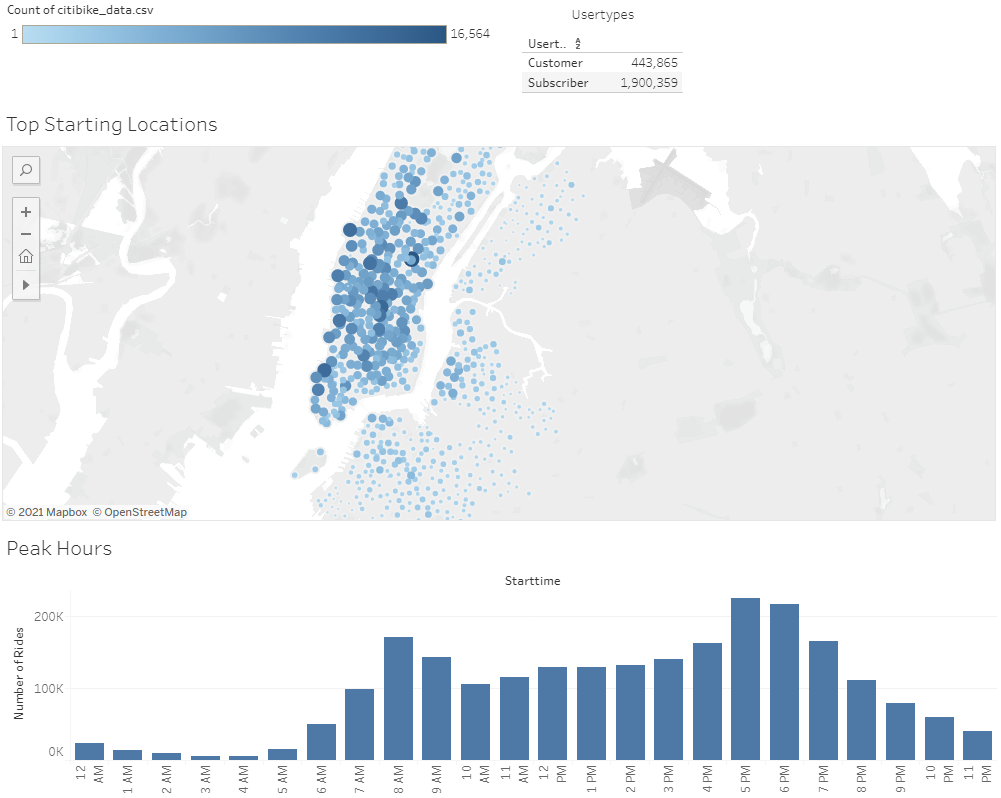 Count of citibike_data.csv
1 16,564
Usertypes
Usert..
Customer 443,865
Subscriber 1,900,359
Top Starting Locations
+
−
© 2021 Mapbox © OpenStreetMap
Peak Hours
Starttime
Number of Rides
200K
100K
0K
12 AM
1 AM
2 AM
3 AM
4 AM
5 AM
6 AM
7 AM
8 AM
9 AM
10 AM
11 AM
12 PM
1 PM
2 PM
3 PM
4 PM
5 PM
6 PM
7 PM
8 PM
9 PM
10 PM
11 PM